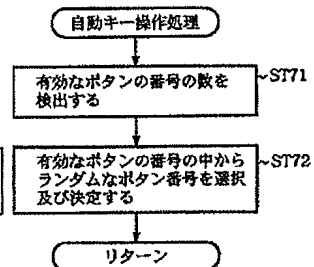 自動キー操作処理
有効なボタンの番号の数を
検出する
~ST71
有効なボタンの番号の中から
ランダムなボタン番号を選択
及び決定する
~ST72
リターン